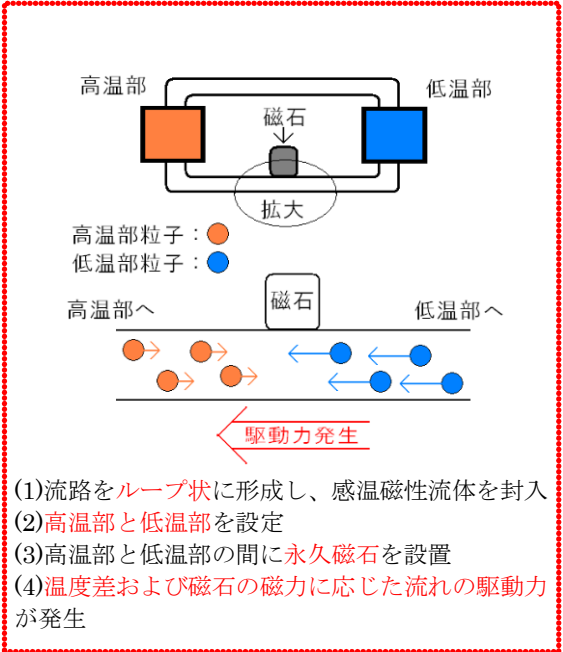 高温部
低温部
磁石
拡大
高温部粒子：
低温部粒子：
磁石
高温部へ
低温部へ
駆動力発生
(1)流路をループ状に形成し、感温磁性流体を封入
(2)高温部と低温部を設定
(3)高温部と低温部の間に永久磁石を設置
(4)温度差および磁石の磁力に応じた流れの駆動力
が発生